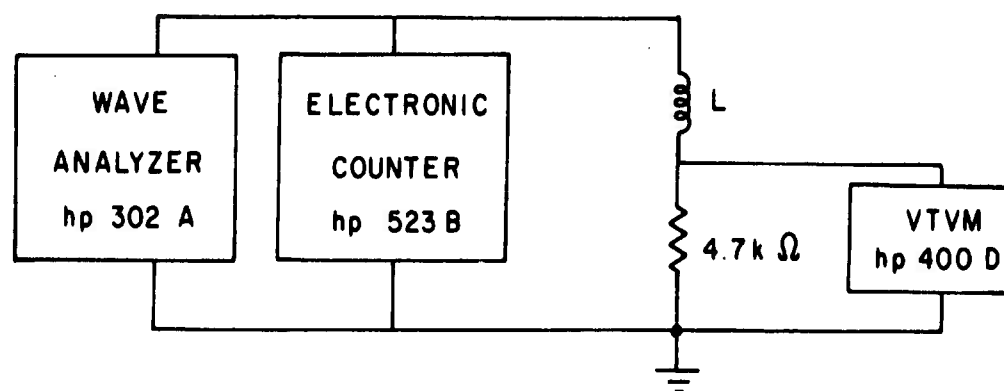 WAVE
ANALYZER
hp 302 A
ELECTRONIC
COUNTER
hp 523 B
L
4.7k Ω
VTVM
hp 400 D